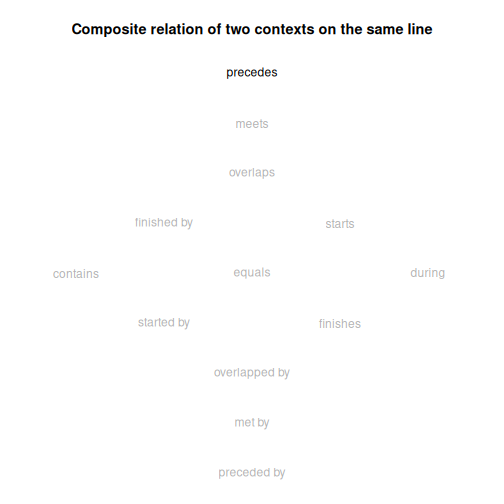 Composite relation of two contexts on the same line
precedes
meets
overlaps
finished by
starts
contains
equals
during
started by
finishes
overlapped by
met by
preceded by